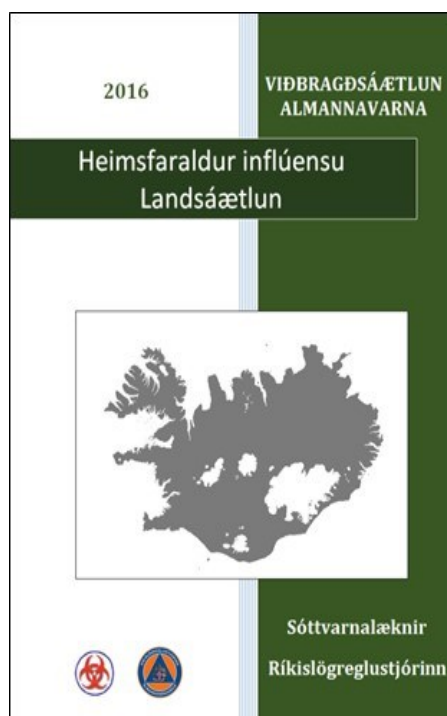 2016
VIÐBRAGÐSÁÆTLUN
ALMANNAVARNA
Heimsfaraldur inflúensu
Landsáætlun
Sóttvarnalæknir
Ríkislögreglustjórinn